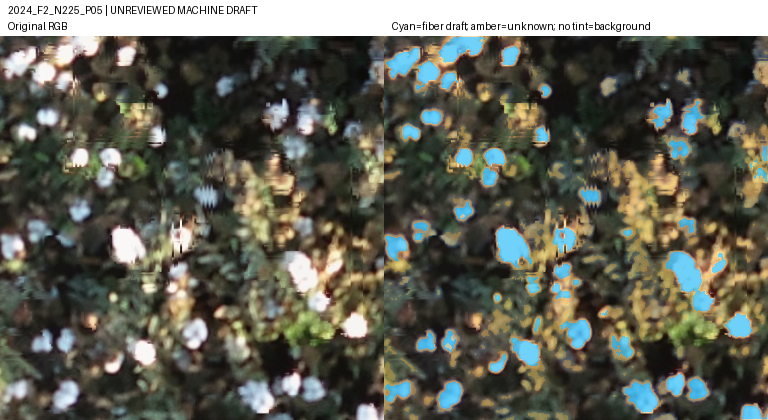 2024_F2_N225_P05 | UNREVIEWED MACHINE DRAFT
Original RGB
Cyan=fiber draft; amber=unknown; no tint=background